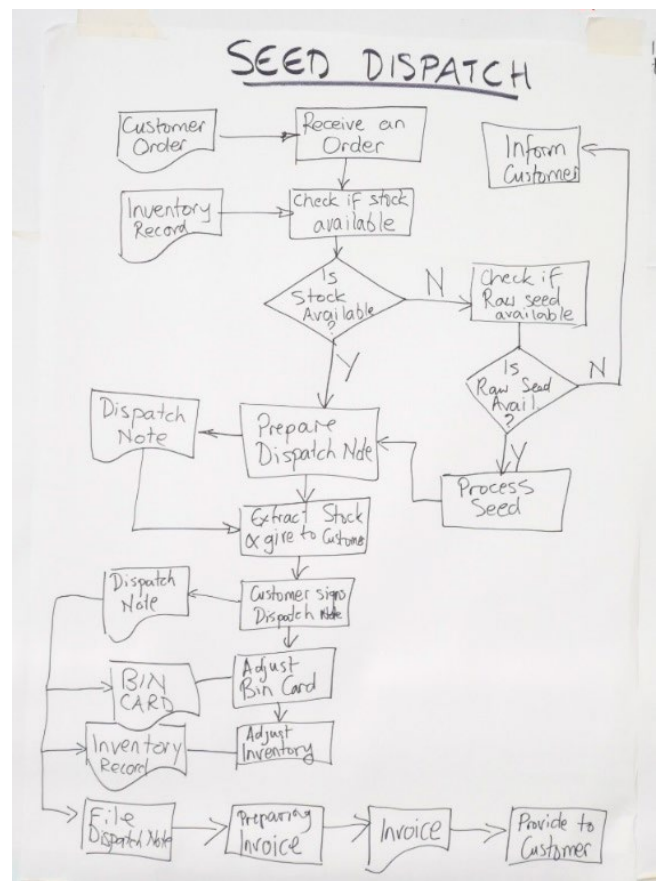 SEED DISPATCH
Customer
Order
Receive an
Order
Inform
Customer
Inventory
Record
Check if stock
available
Is
Stock
Available
?
N
Check if
Raw seed
available
Y
Is
Raw Seed
Avail.
?
N
Y
Dispatch
Note
Prepare
Dispatch Note
Process
Seed
Extract Stock
& give to Customer
Dispatch
Note
Customer signs
Dispatch Note
BIN
CARD
Adjust
Bin Card
Inventory
Record
Adjust
Inventory
File
Dispatch Note
Preparing
Invoice
Invoice
Provide to
Customer